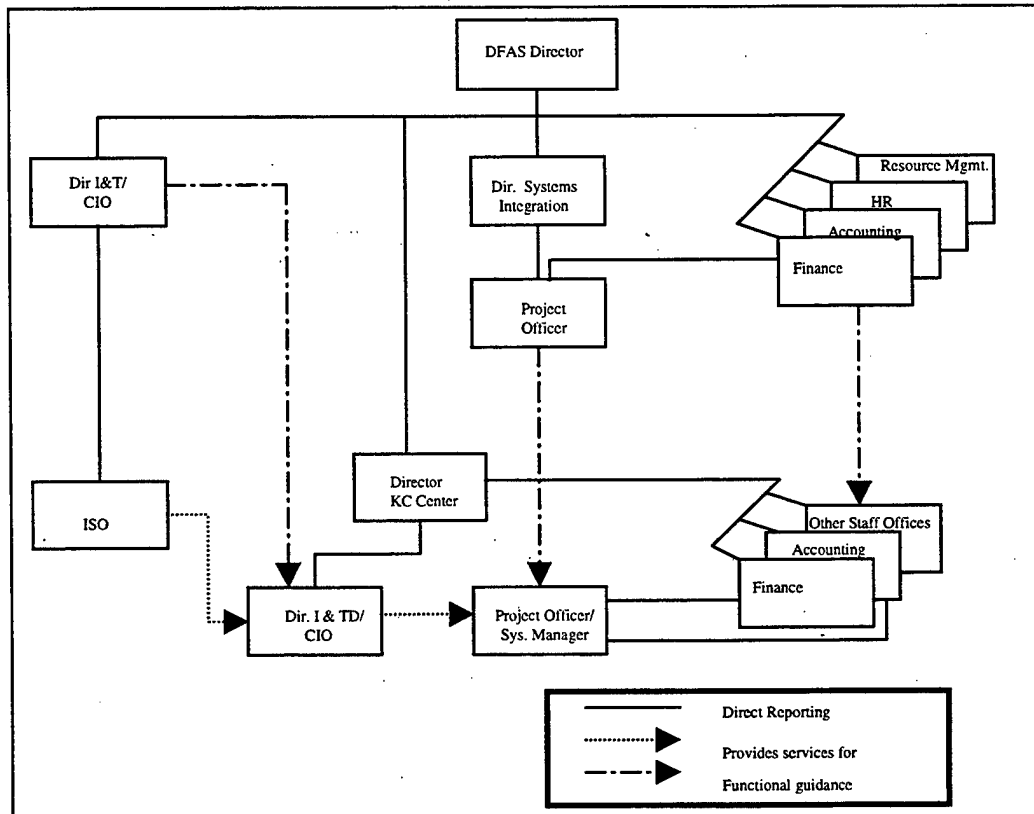 DFAS Director
Dir I&T/
CIO
Dir. Systems
Integration
Resource Mgmt.
HR
Accounting
Finance
Project
Officer
Director
KC Center
ISO
Other Staff Offices
Accounting
Finance
Dir. I & TD/
CIO
Project Officer/
Sys. Manager
Direct Reporting
Provides services for
Functional guidance